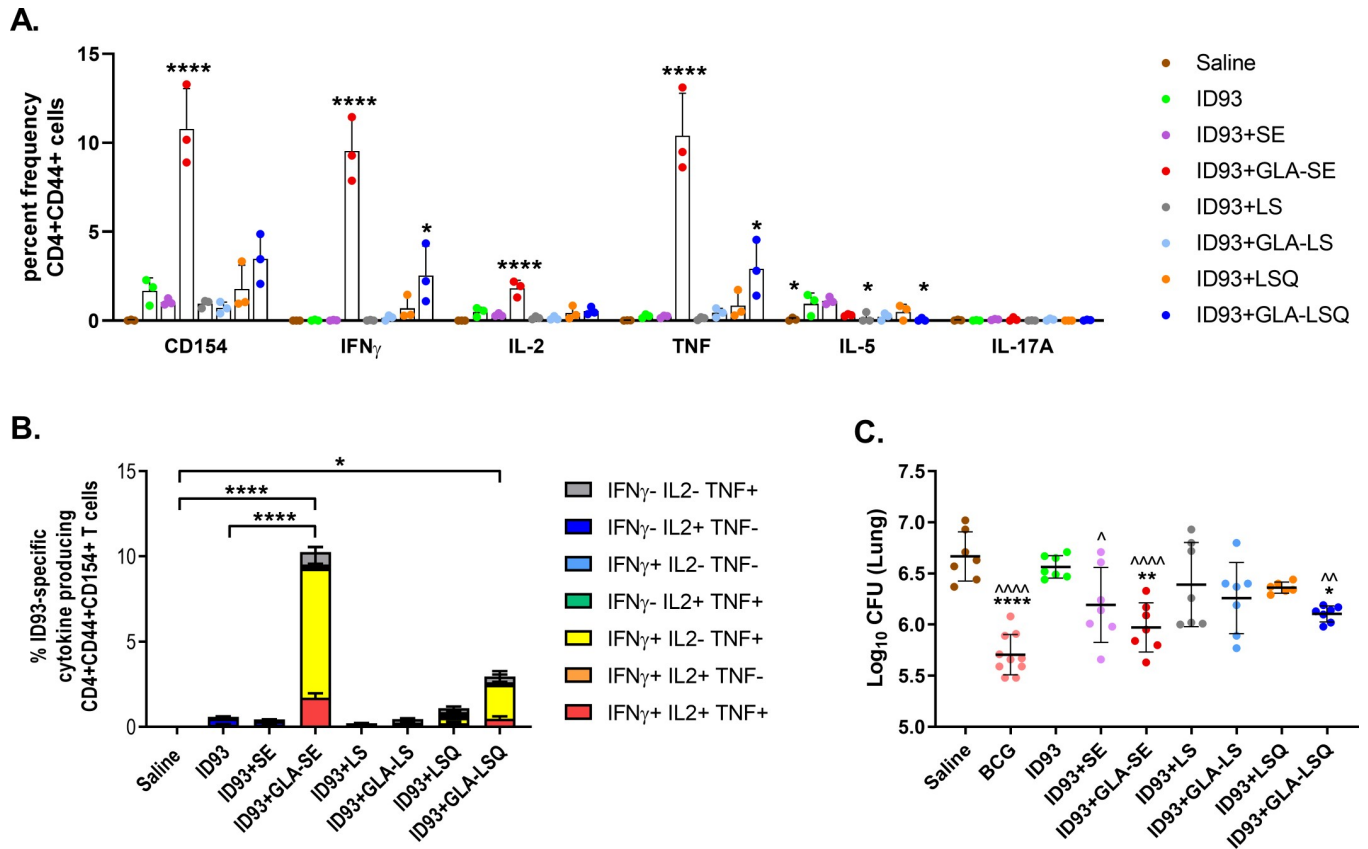 A.
percent frequency
CD4+CD44+ cells
15
10
5
0
****
****
*
****
****
*
*
*
*
CD154
IFNγ
IL-2
TNF
IL-5
IL-17A
Saline
ID93
ID93+SE
ID93+GLA-SE
ID93+LS
ID93+GLA-LS
ID93+LSQ
ID93+GLA-LSQ
B.
% ID93-specific
cytokine producing
CD4+CD44+CD154+ T cells
15
10
5
0
*
****
****
Saline
ID93
ID93+SE
ID93+GLA-SE
ID93+LS
ID93+GLA-LS
ID93+LSQ
ID93+GLA-LSQ
IFNγ- IL2- TNF+
IFNγ- IL2+ TNF-
IFNγ+ IL2- TNF-
IFNγ- IL2+ TNF+
IFNγ+ IL2- TNF+
IFNγ+ IL2+ TNF-
IFNγ+ IL2+ TNF+
C.
Log10 CFU (Lung)
7.5
7.0
6.5
6.0
5.5
5.0
^^^^
****
^
^^^^
**
^^
*
Saline
BCG
ID93
ID93+SE
ID93+GLA-SE
ID93+LS
ID93+GLA-LS
ID93+LSQ
ID93+GLA-LSQ